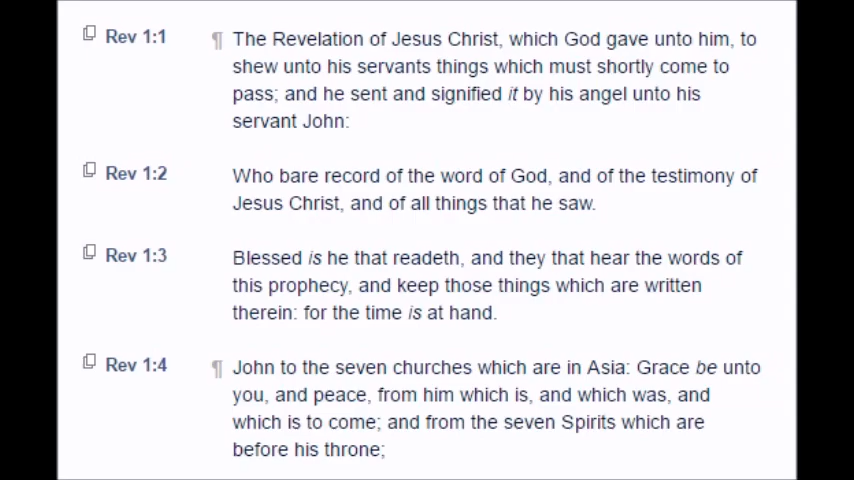 Rev 1:1 ¶ The Revelation of Jesus Christ, which God gave unto him, to
shew unto his servants things which must shortly come to
pass; and he sent and signified it by his angel unto his
servant John:
Rev 1:2 Who bare record of the word of God, and of the testimony of
Jesus Christ, and of all things that he saw.
Rev 1:3 Blessed is he that readeth, and they that hear the words of
this prophecy, and keep those things which are written
therein: for the time is at hand.
Rev 1:4 ¶ John to the seven churches which are in Asia: Grace be unto
you, and peace, from him which is, and which was, and
which is to come; and from the seven Spirits which are
before his throne;